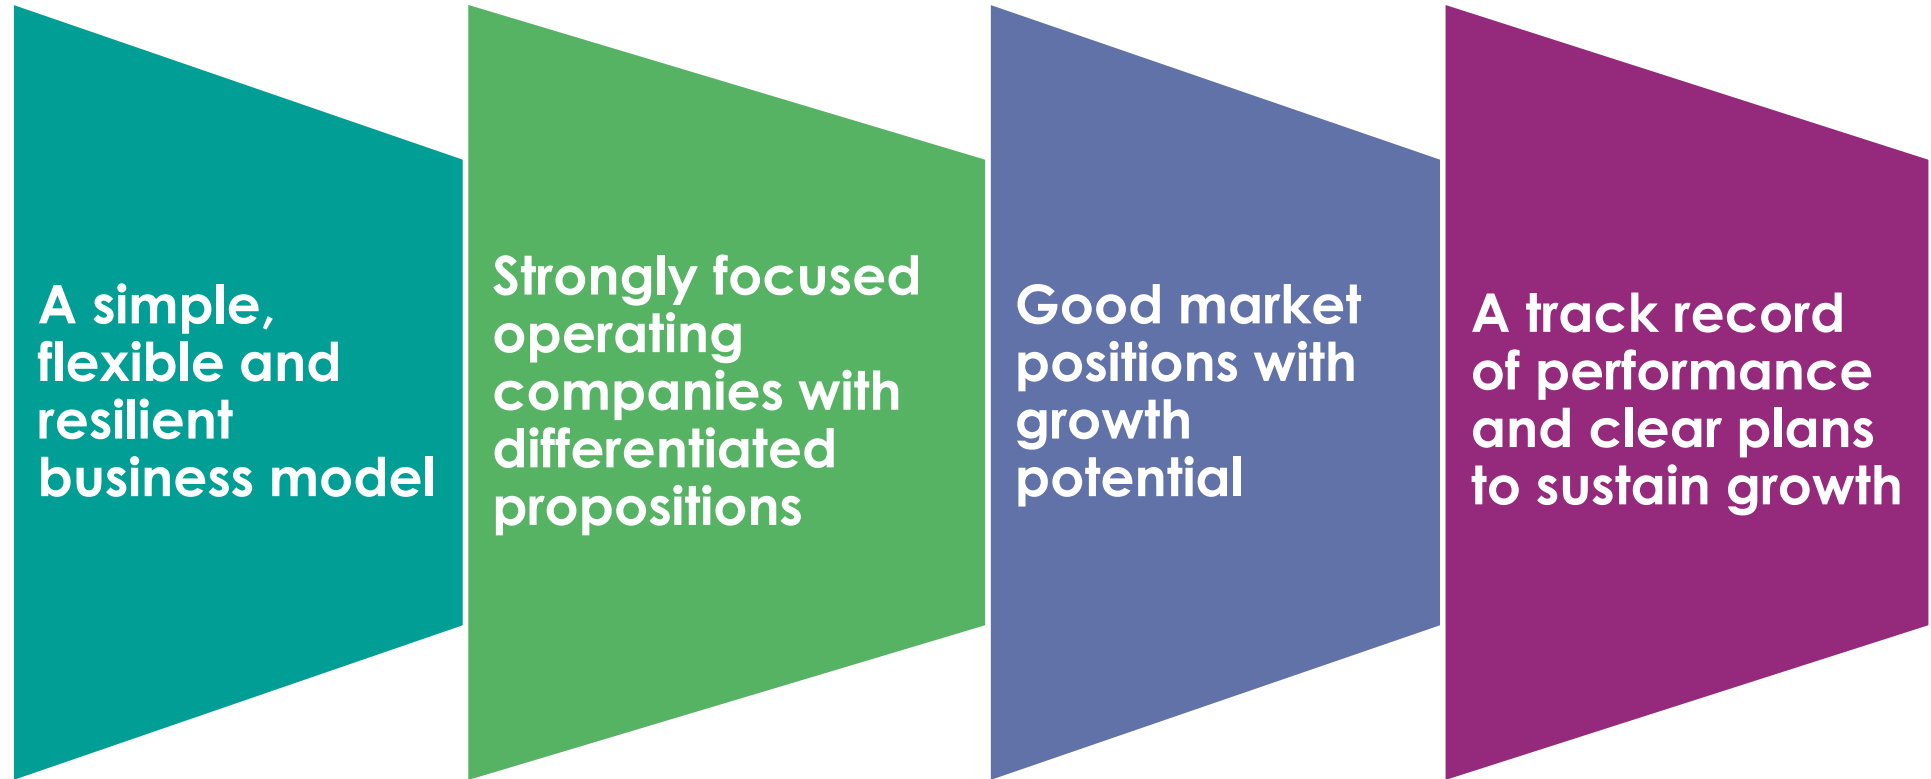 A simple,
flexible and
resilient
business model
Strongly focused
operating
companies with
differentiated
propositions
Good market
positions with
growth
potential
A track record
of performance
and clear plans
to sustain growth